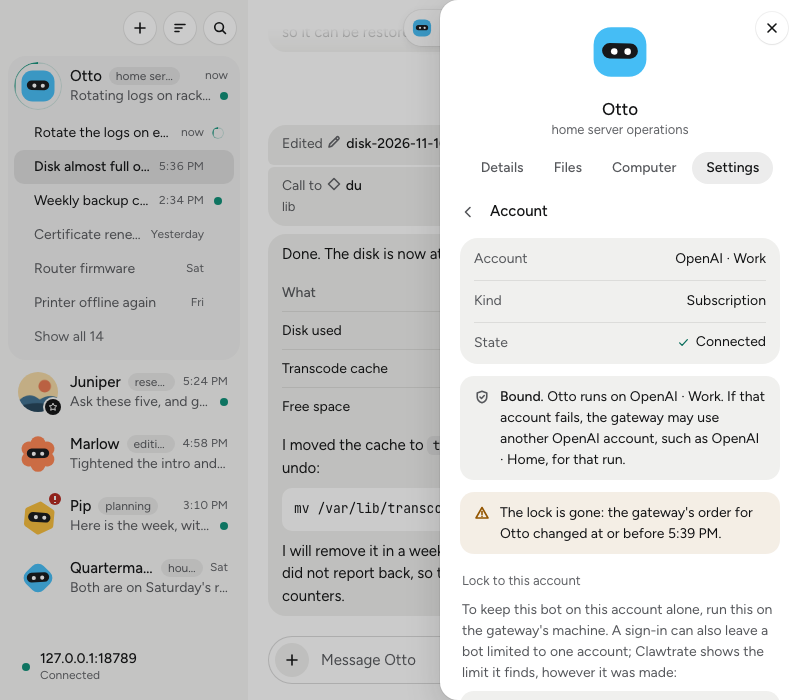 Otto home ser... now
Rotating logs on rack...
Rotate the logs on e... now
Disk almost full o... 5:36 PM
Weekly backup c... 2:34 PM
Certificate rene... Yesterday
Router firmware Sat
Printer offline again Fri
Show all 14
Juniper rese... 5:24 PM
Ask these five, and g...
Marlow editi... 4:58 PM
Tightened the intro and...
Pip planning 3:10 PM
Here is the week, wit...
Quarterma... hou... Sat
Both are on Saturday's r...
127.0.0.1:18789
Connected
so it can be restor
Edited disk-2026-11-1
Call to du
lib
Done. The disk is now at
What
Disk used
Transcode cache
Free space
I moved the cache to
undo:
mv /var/lib/transco
I will remove it in a week
did not report back, so t
counters.
Message Otto
Otto
home server operations
Details Files Computer Settings
Account
Account OpenAI · Work
Kind Subscription
State Connected
Bound. Otto runs on OpenAI · Work. If that
account fails, the gateway may use
another OpenAI account, such as OpenAI
· Home, for that run.
The lock is gone: the gateway's order for
Otto changed at or before 5:39 PM.
Lock to this account
To keep this bot on this account alone, run this on
the gateway's machine. A sign-in can also leave a
bot limited to one account; Clawtrate shows the
limit it finds, however it was made: